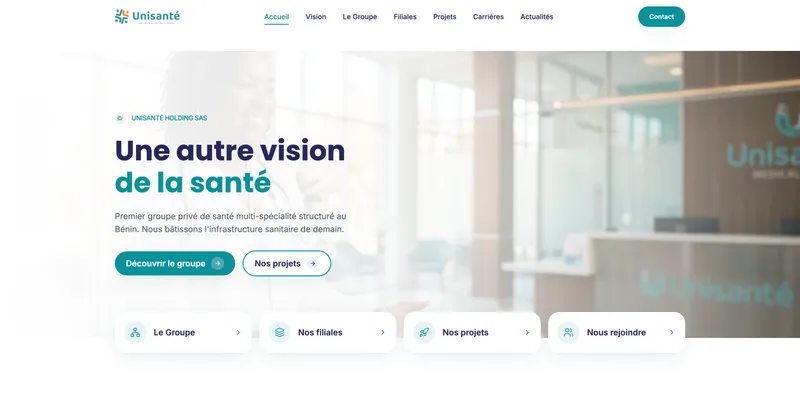 Unisanté
Accueil
Vision
Le Groupe
Filiales
Projets
Carrières
Actualités
Contact
UNISANTÉ HOLDING SAS
Une autre vision
de la santé
Premier groupe privé de santé multi-spécialité structuré au
Bénin. Nous bâtissons l'infrastructure sanitaire de demain.
Découvrir le groupe
Nos projets
Unisa
Unisanté
Le Groupe
Nos filiales
Nos projets
Nous rejoindre